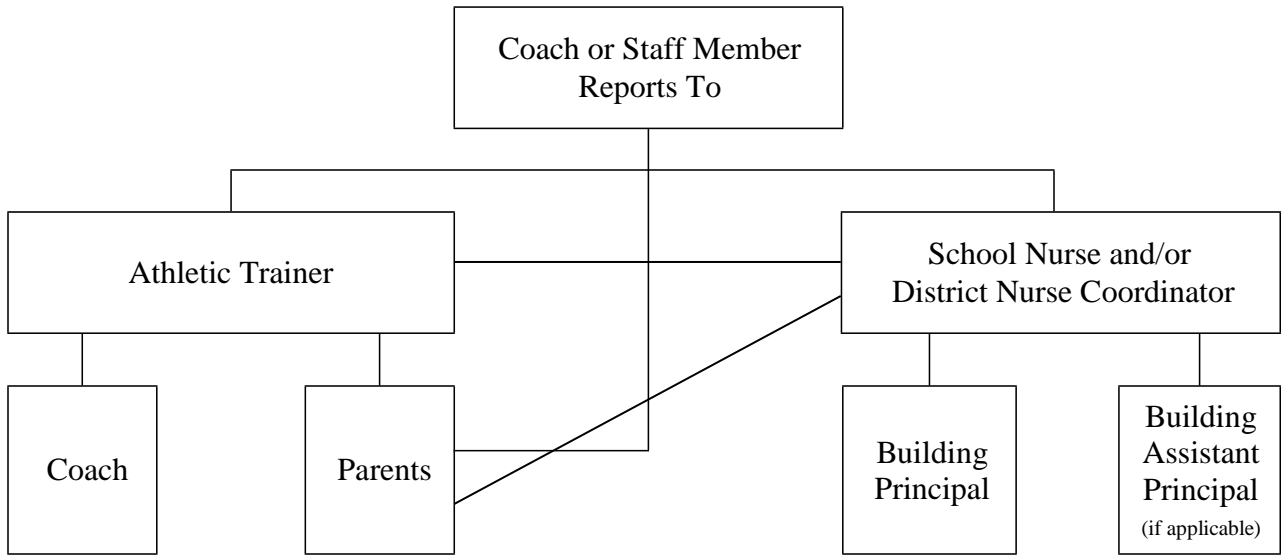 Coach or Staff Member
Reports To
Athletic Trainer
School Nurse and/or
District Nurse Coordinator
Coach
Parents
Building
Principal
Building
Assistant
Principal
(if applicable)